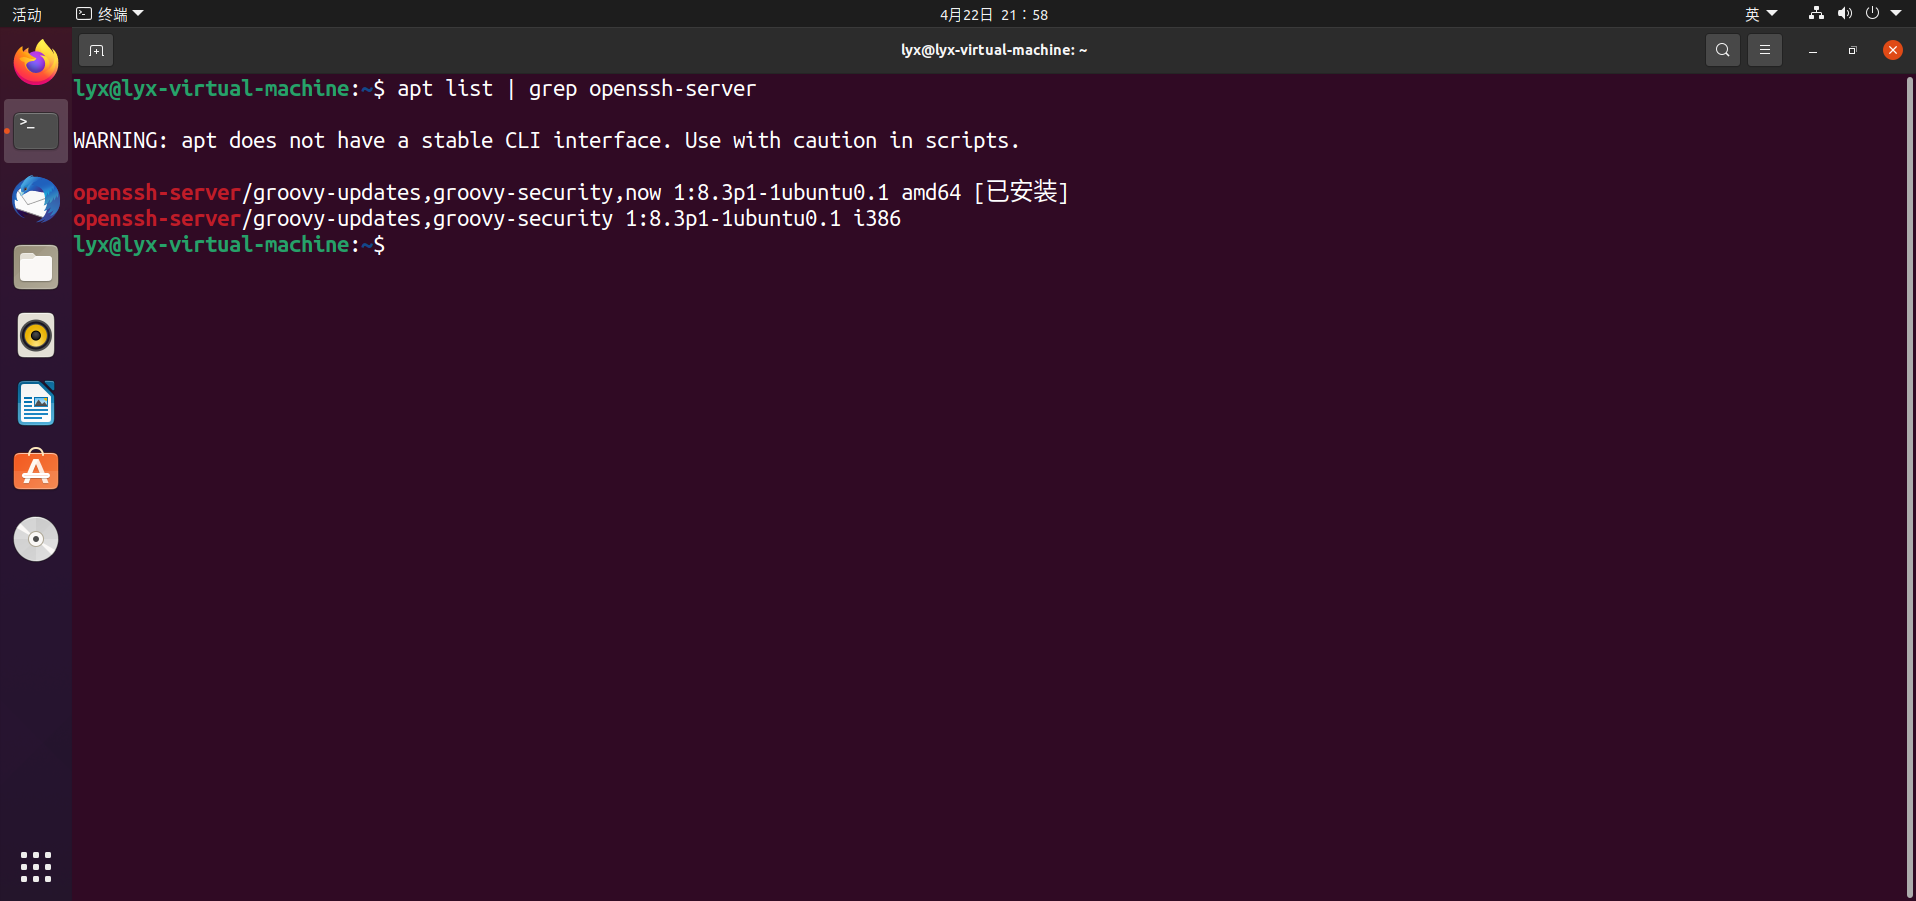 活动 终端 4月22日 21：58 英
lyx@lyx-virtual-machine: ~
lyx@lyx-virtual-machine:~$ apt list | grep openssh-server
WARNING: apt does not have a stable CLI interface. Use with caution in scripts.
openssh-server/groovy-updates,groovy-security,now 1:8.3p1-1ubuntu0.1 amd64 [已安装]
openssh-server/groovy-updates,groovy-security 1:8.3p1-1ubuntu0.1 i386
lyx@lyx-virtual-machine:~$